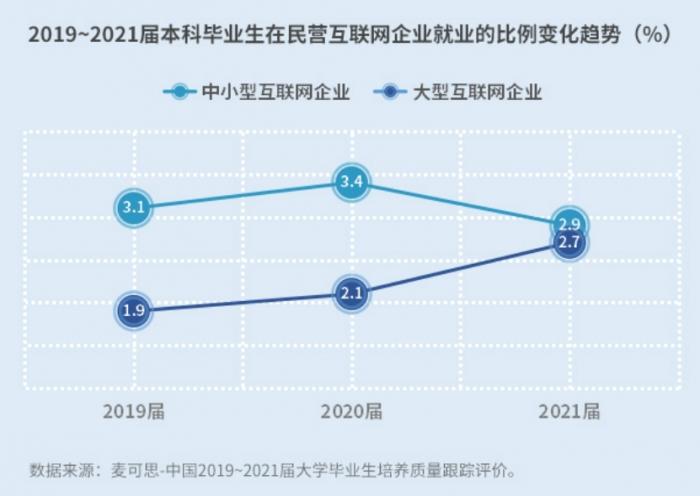 2019~2021届本科毕业生在民营互联网企业就业的比例变化趋势（%）
中小型互联网企业 大型互联网企业
3.4
3.1
2.9
2.7
2.1
1.9
2019届 2020届 2021届
数据来源：麦可思-中国2019~2021届大学毕业生培养质量跟踪评价。